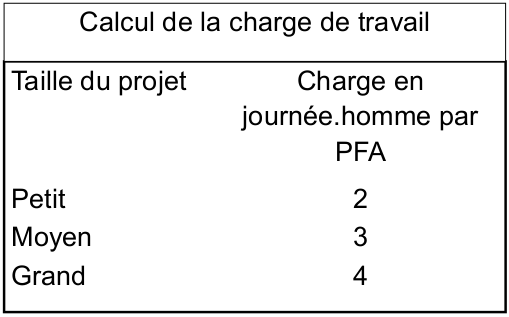 Calcul de la charge de travail
Taille du projet Charge en
journée.homme par
PFA
Petit 2
Moyen 3
Grand 4